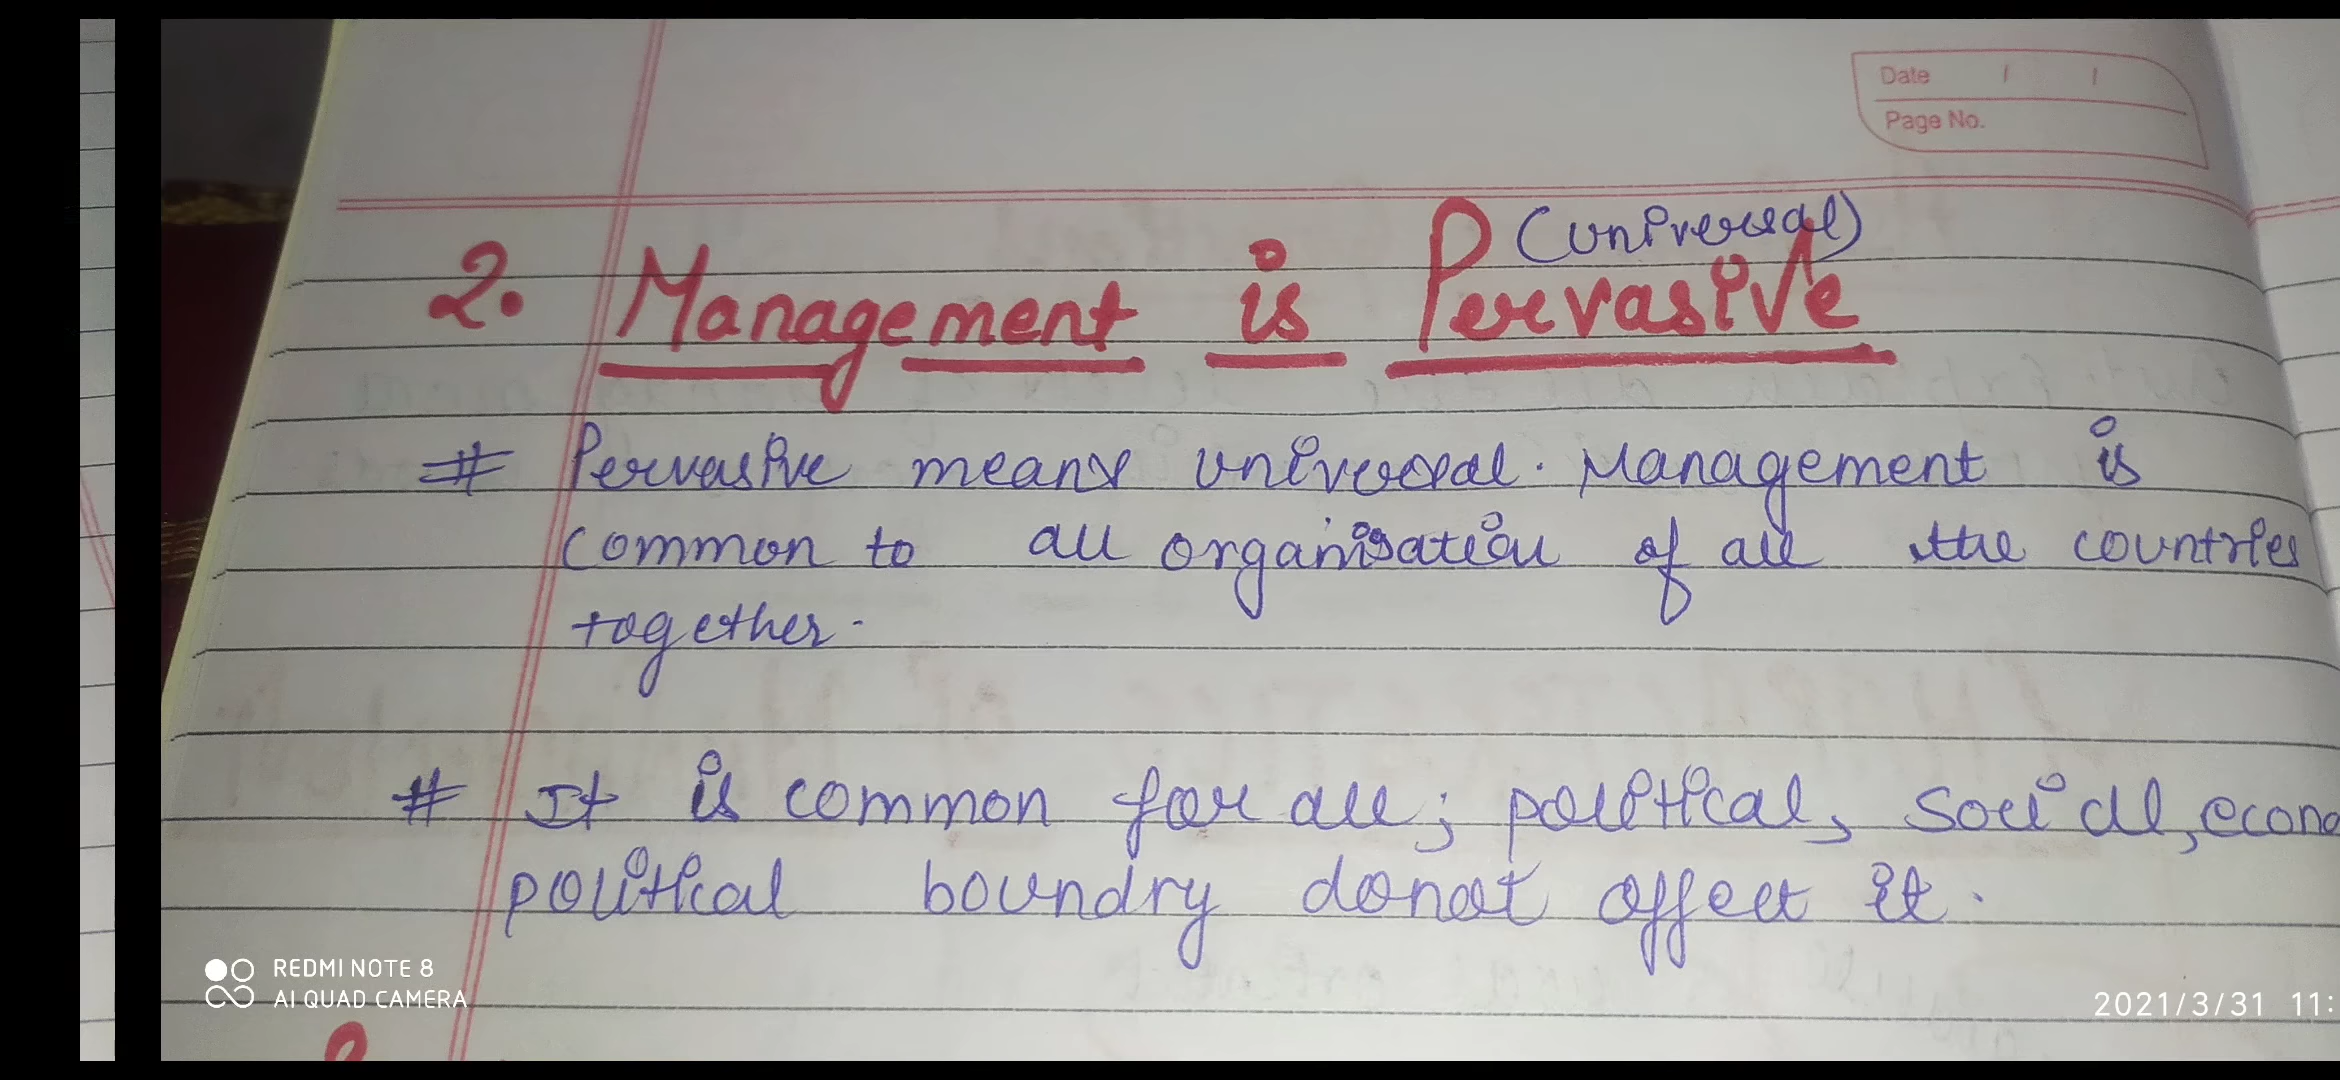 Date / /
Page No.
(universal)
2. Management is Pervasive
# Pervasive means universal. Management is
common to all organisation of all the countries
together.
# It is common for all; political, social, econo
political boundry donot affect it.
REDMI NOTE 8
AI QUAD CAMERA
2021/3/31 11: